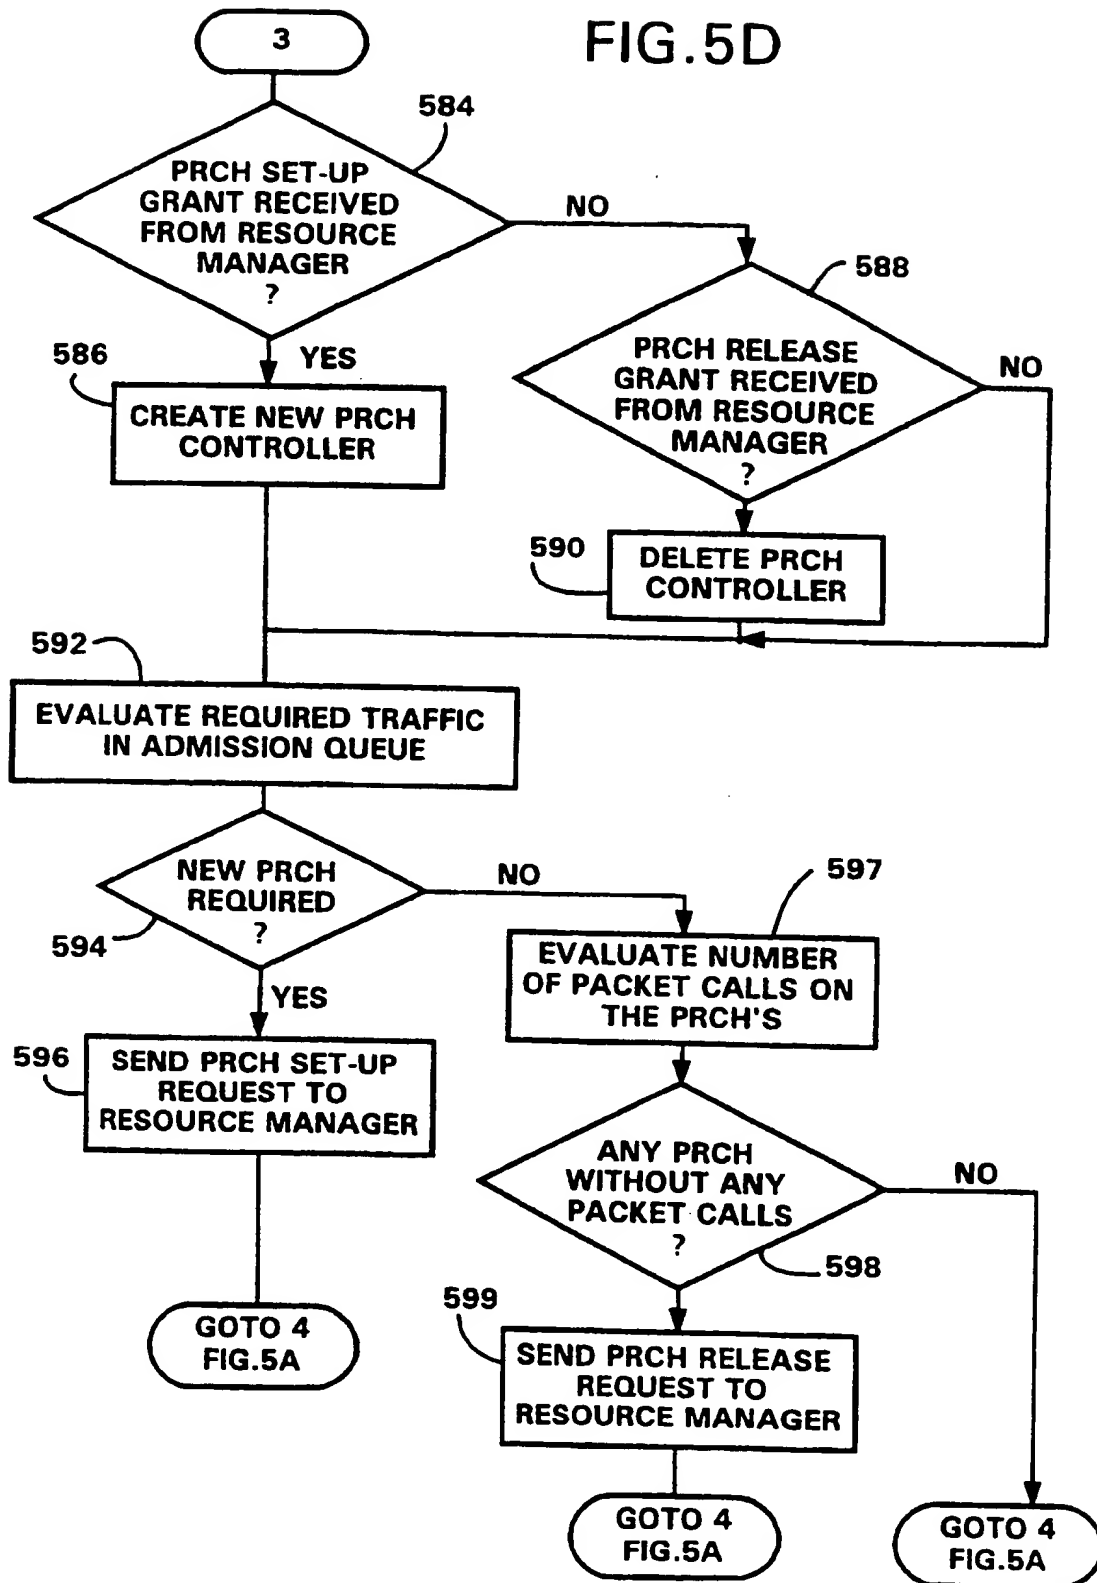 FIG.5D
3
584
PRCH SET-UP
GRANT RECEIVED
FROM RESOURCE
MANAGER
?
NO
YES
588
PRCH RELEASE
GRANT RECEIVED
FROM RESOURCE
MANAGER
?
NO
586
CREATE NEW PRCH
CONTROLLER
590
DELETE PRCH
CONTROLLER
592
EVALUATE REQUIRED TRAFFIC
IN ADMISSION QUEUE
NEW PRCH
REQUIRED
?
594
NO
YES
597
EVALUATE NUMBER
OF PACKET CALLS ON
THE PRCH'S
596
SEND PRCH SET-UP
REQUEST TO
RESOURCE MANAGER
ANY PRCH
WITHOUT ANY
PACKET CALLS
?
NO
598
599
SEND PRCH RELEASE
REQUEST TO
RESOURCE MANAGER
GOTO 4
FIG.5A
GOTO 4
FIG.5A
GOTO 4
FIG.5A